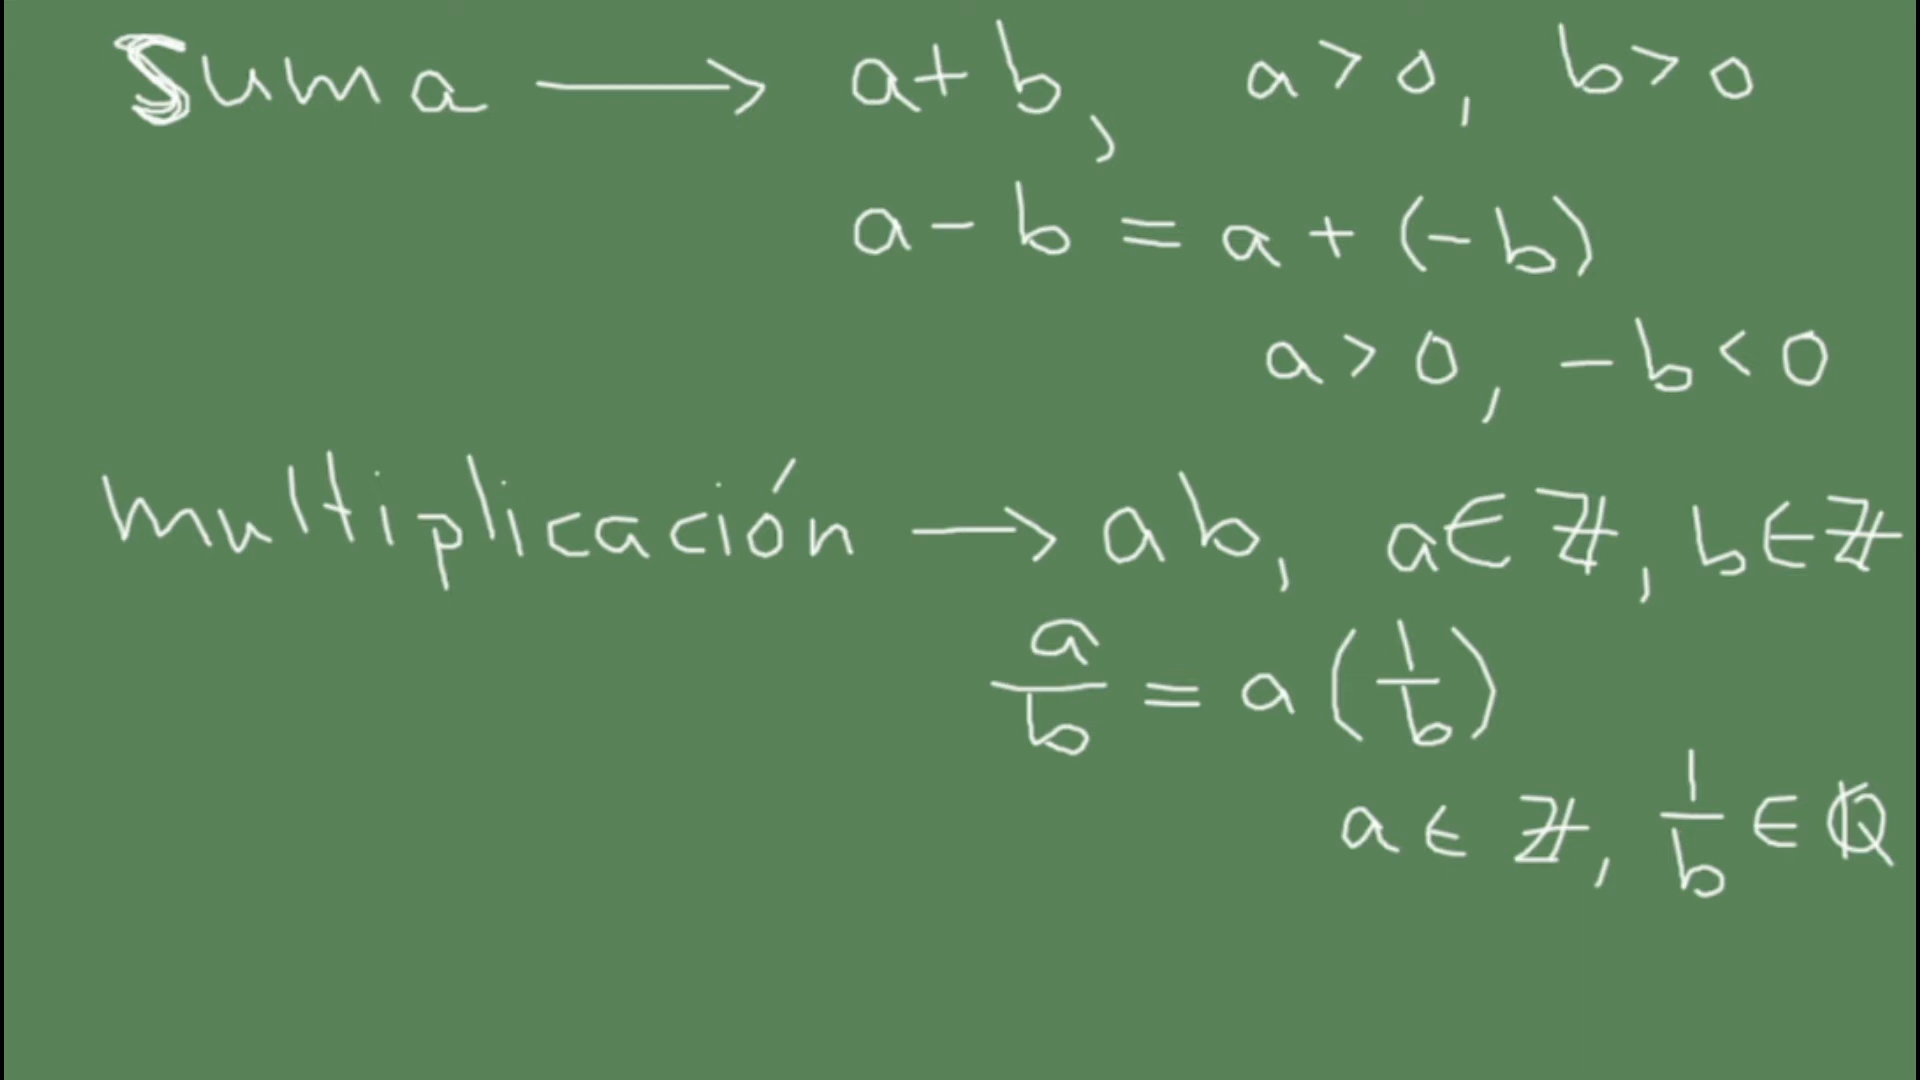 Suma ⟶ a+b, a>0, b>0
a-b = a+(-b)
a>0, -b<0
multiplicación → ab, a∈ℤ, b∈ℤ
a/b = a(1/b)
a∈ℤ, 1/b∈ℚ